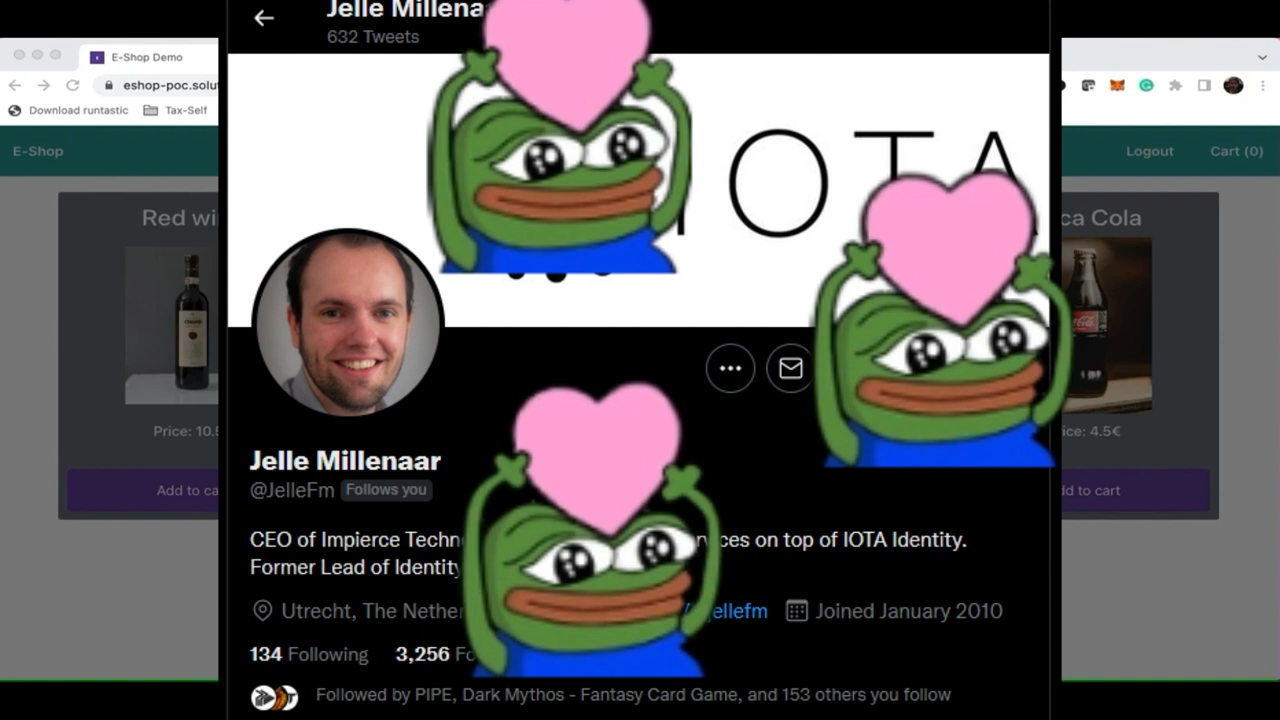 Jelle Millenaa
632 Tweets
E-Shop Demo
eshop-poc.solu
Download runtastic
Tax-Self
E-Shop
Logout
Cart (0)
IOTA
Red wi
ca Cola
Price: 10.5
ice: 4.5€
Add to ca
dd to cart
Jelle Millenaar
@JelleFm Follows you
CEO of Impierce Techn
ces on top of IOTA Identity.
Former Lead of Identity
Utrecht, The Nether
jellefm
Joined January 2010
134 Following
3,256 Fo
Followed by PIPE, Dark Mythos - Fantasy Card Game, and 153 others you follow